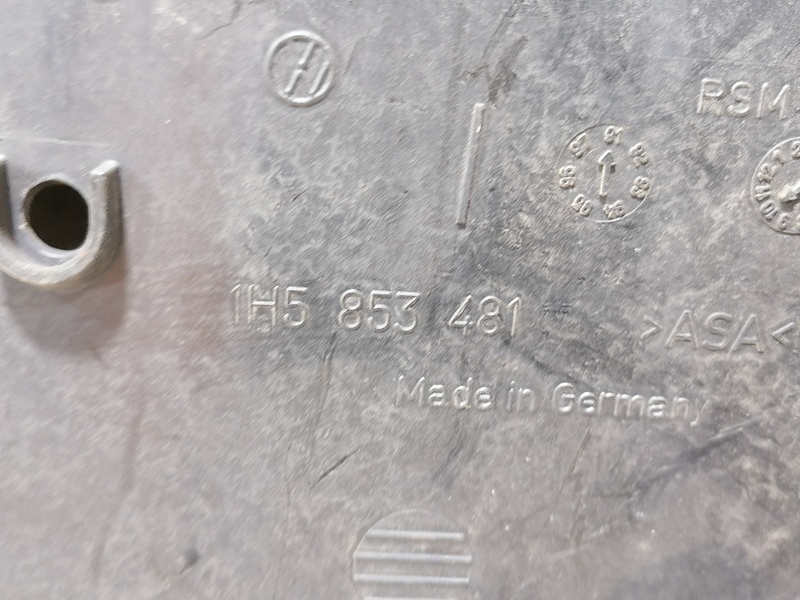 RSM
1H5 853 481
>ASA<
Made in Germany